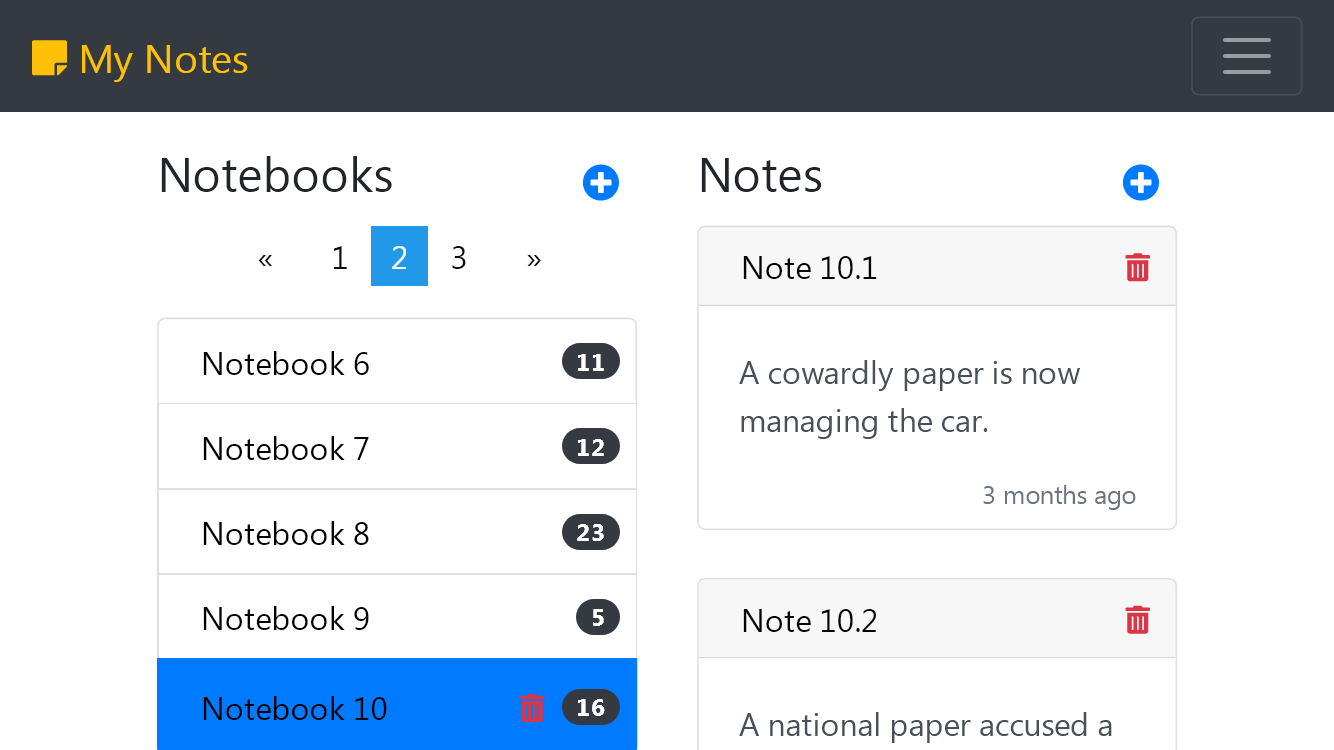 My Notes
Notebooks
« 1 2 3 »
Notebook 6 11
Notebook 7 12
Notebook 8 23
Notebook 9 5
Notebook 10 16
Notes
Note 10.1
A cowardly paper is now
managing the car.
3 months ago
Note 10.2
A national paper accused a